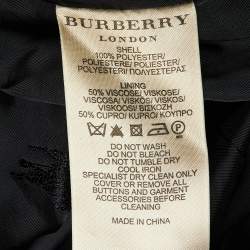 BURBERRY
LONDON
SHELL
100% POLYESTER/
POLIESTERE/ POLIESTER/
POLYESTER/ ΠΟΛΥΕΣΤΕΡΑΣ
LINING
50% VISCOSE/ VISKOSE/
VISCOSA/ VISKOS/ VISKOS/
VISKOOSI/ ΒΙΣΚΟΖΗ
50% CUPRO/ KUPRO/ ΚΟΥΠΡΟ
DO NOT WASH
DO NOT BLEACH
DO NOT TUMBLE DRY
COOL IRON
SPECIALIST DRY CLEAN ONLY
COVER OR REMOVE ALL
BUTTONS AND GARMENT
ACCESSORIES BEFORE
CLEANING
MADE IN CHINA